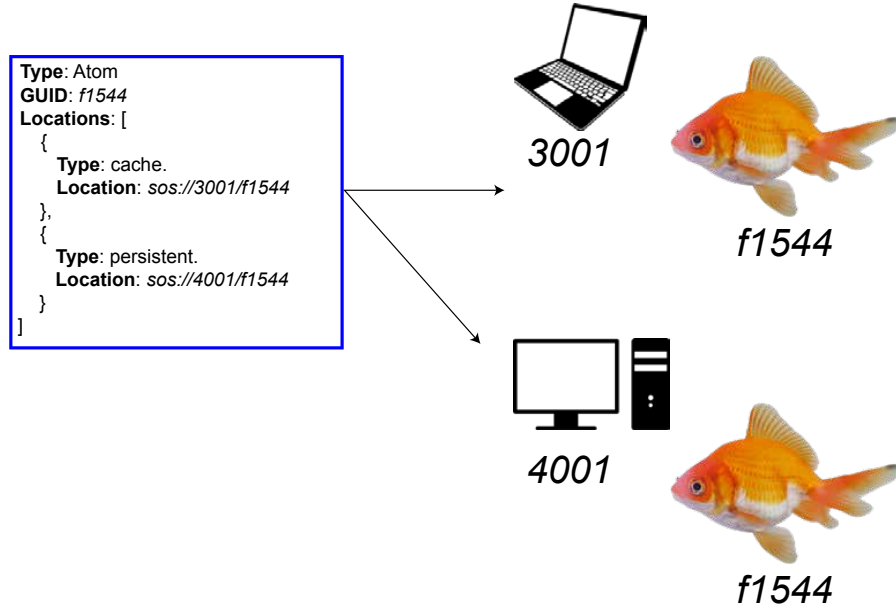 Type: Atom
GUID: f1544
Locations: [
{
Type: cache.
Location: sos://3001/f1544
},
{
Type: persistent.
Location: sos://4001/f1544
}
]
3001
f1544
4001
f1544